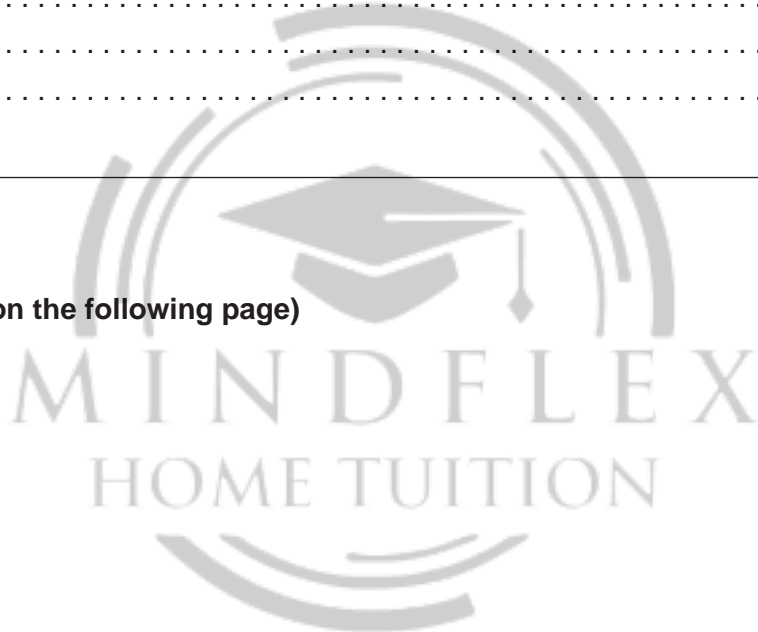 . . . . . . . . . . . . . . . . . . . . . . . . . . . . . . . . . . . . . . . . . . . . . . . . . . . . . .
. . . . . . . . . . . . . . . . . . . . . . . . . . . . . . . . . . . . . . . . . . . . . . . . . . . . . .
. . . . . . . . . . . . . . . . . . . . . . . . . . . . . . . . . . . . . . . . . . . . . . . . . . . . . .
on the following page)
MINDFLEX
HOME TUITION